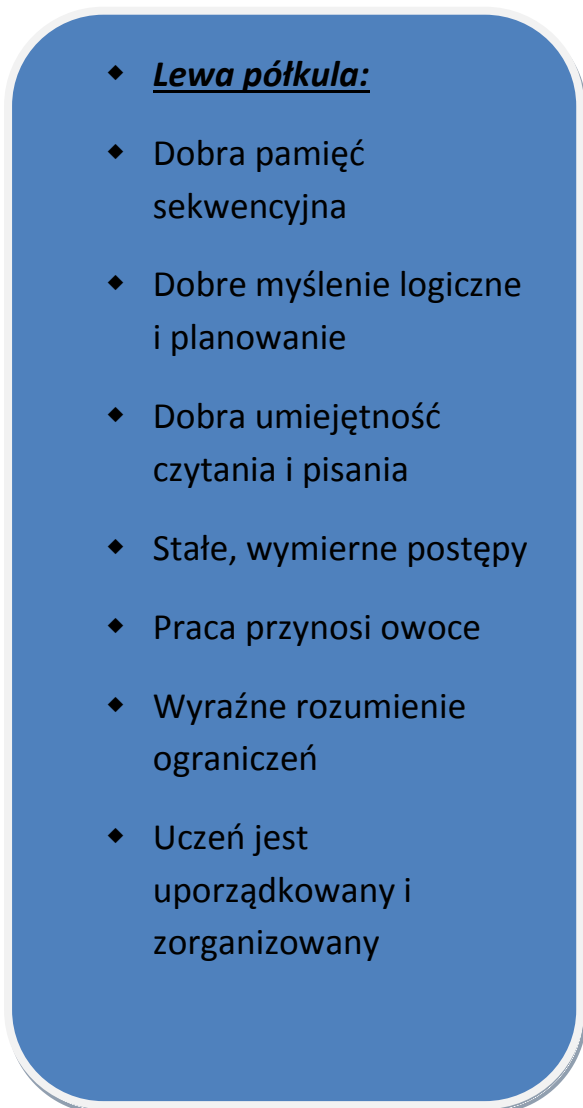 ◆ Lewa półkula:
◆ Dobra pamięć
sekwencyjna
◆ Dobre myślenie logiczne
i planowanie
◆ Dobra umiejętność
czytania i pisania
◆ Stałe, wymierne postępy
◆ Praca przynosi owoce
◆ Wyraźne rozumienie
ograniczeń
◆ Uczeń jest
uporządkowany i
zorganizowany